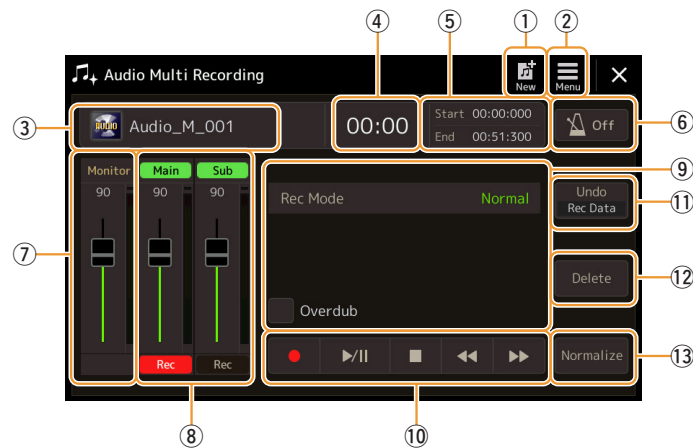 ① ②
④ ⑤
Audio Multi Recording
New
Menu
③
AUDIO
Audio_M_001
00:00
Start 00:00:000
End 00:51:300
Off
⑥
⑨
Monitor
Main
Sub
90
90
90
Rec Mode Normal
Undo
Rec Data
⑪
⑦
Delete
⑫
Overdub
Rec
Rec
Normalize
⑬
⑧
⑩